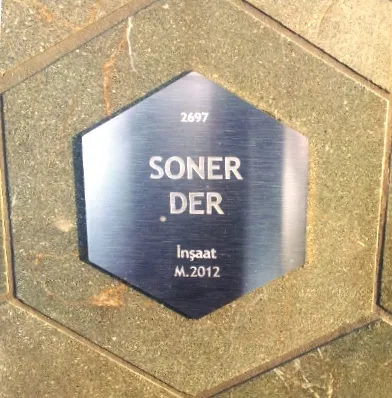 2697
SONER
DER
İnşaat
M.2012